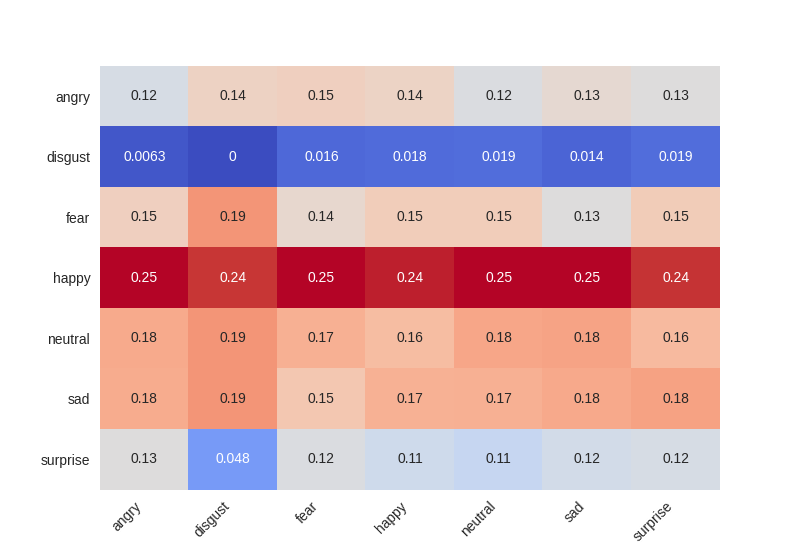 angry 0.12 0.14 0.15 0.14 0.12 0.13 0.13
disgust 0.0063 0 0.016 0.018 0.019 0.014 0.019
fear 0.15 0.19 0.14 0.15 0.15 0.13 0.15
happy 0.25 0.24 0.25 0.24 0.25 0.25 0.24
neutral 0.18 0.19 0.17 0.16 0.18 0.18 0.16
sad 0.18 0.19 0.15 0.17 0.17 0.18 0.18
surprise 0.13 0.048 0.12 0.11 0.11 0.12 0.12
angry disgust fear happy neutral sad surprise